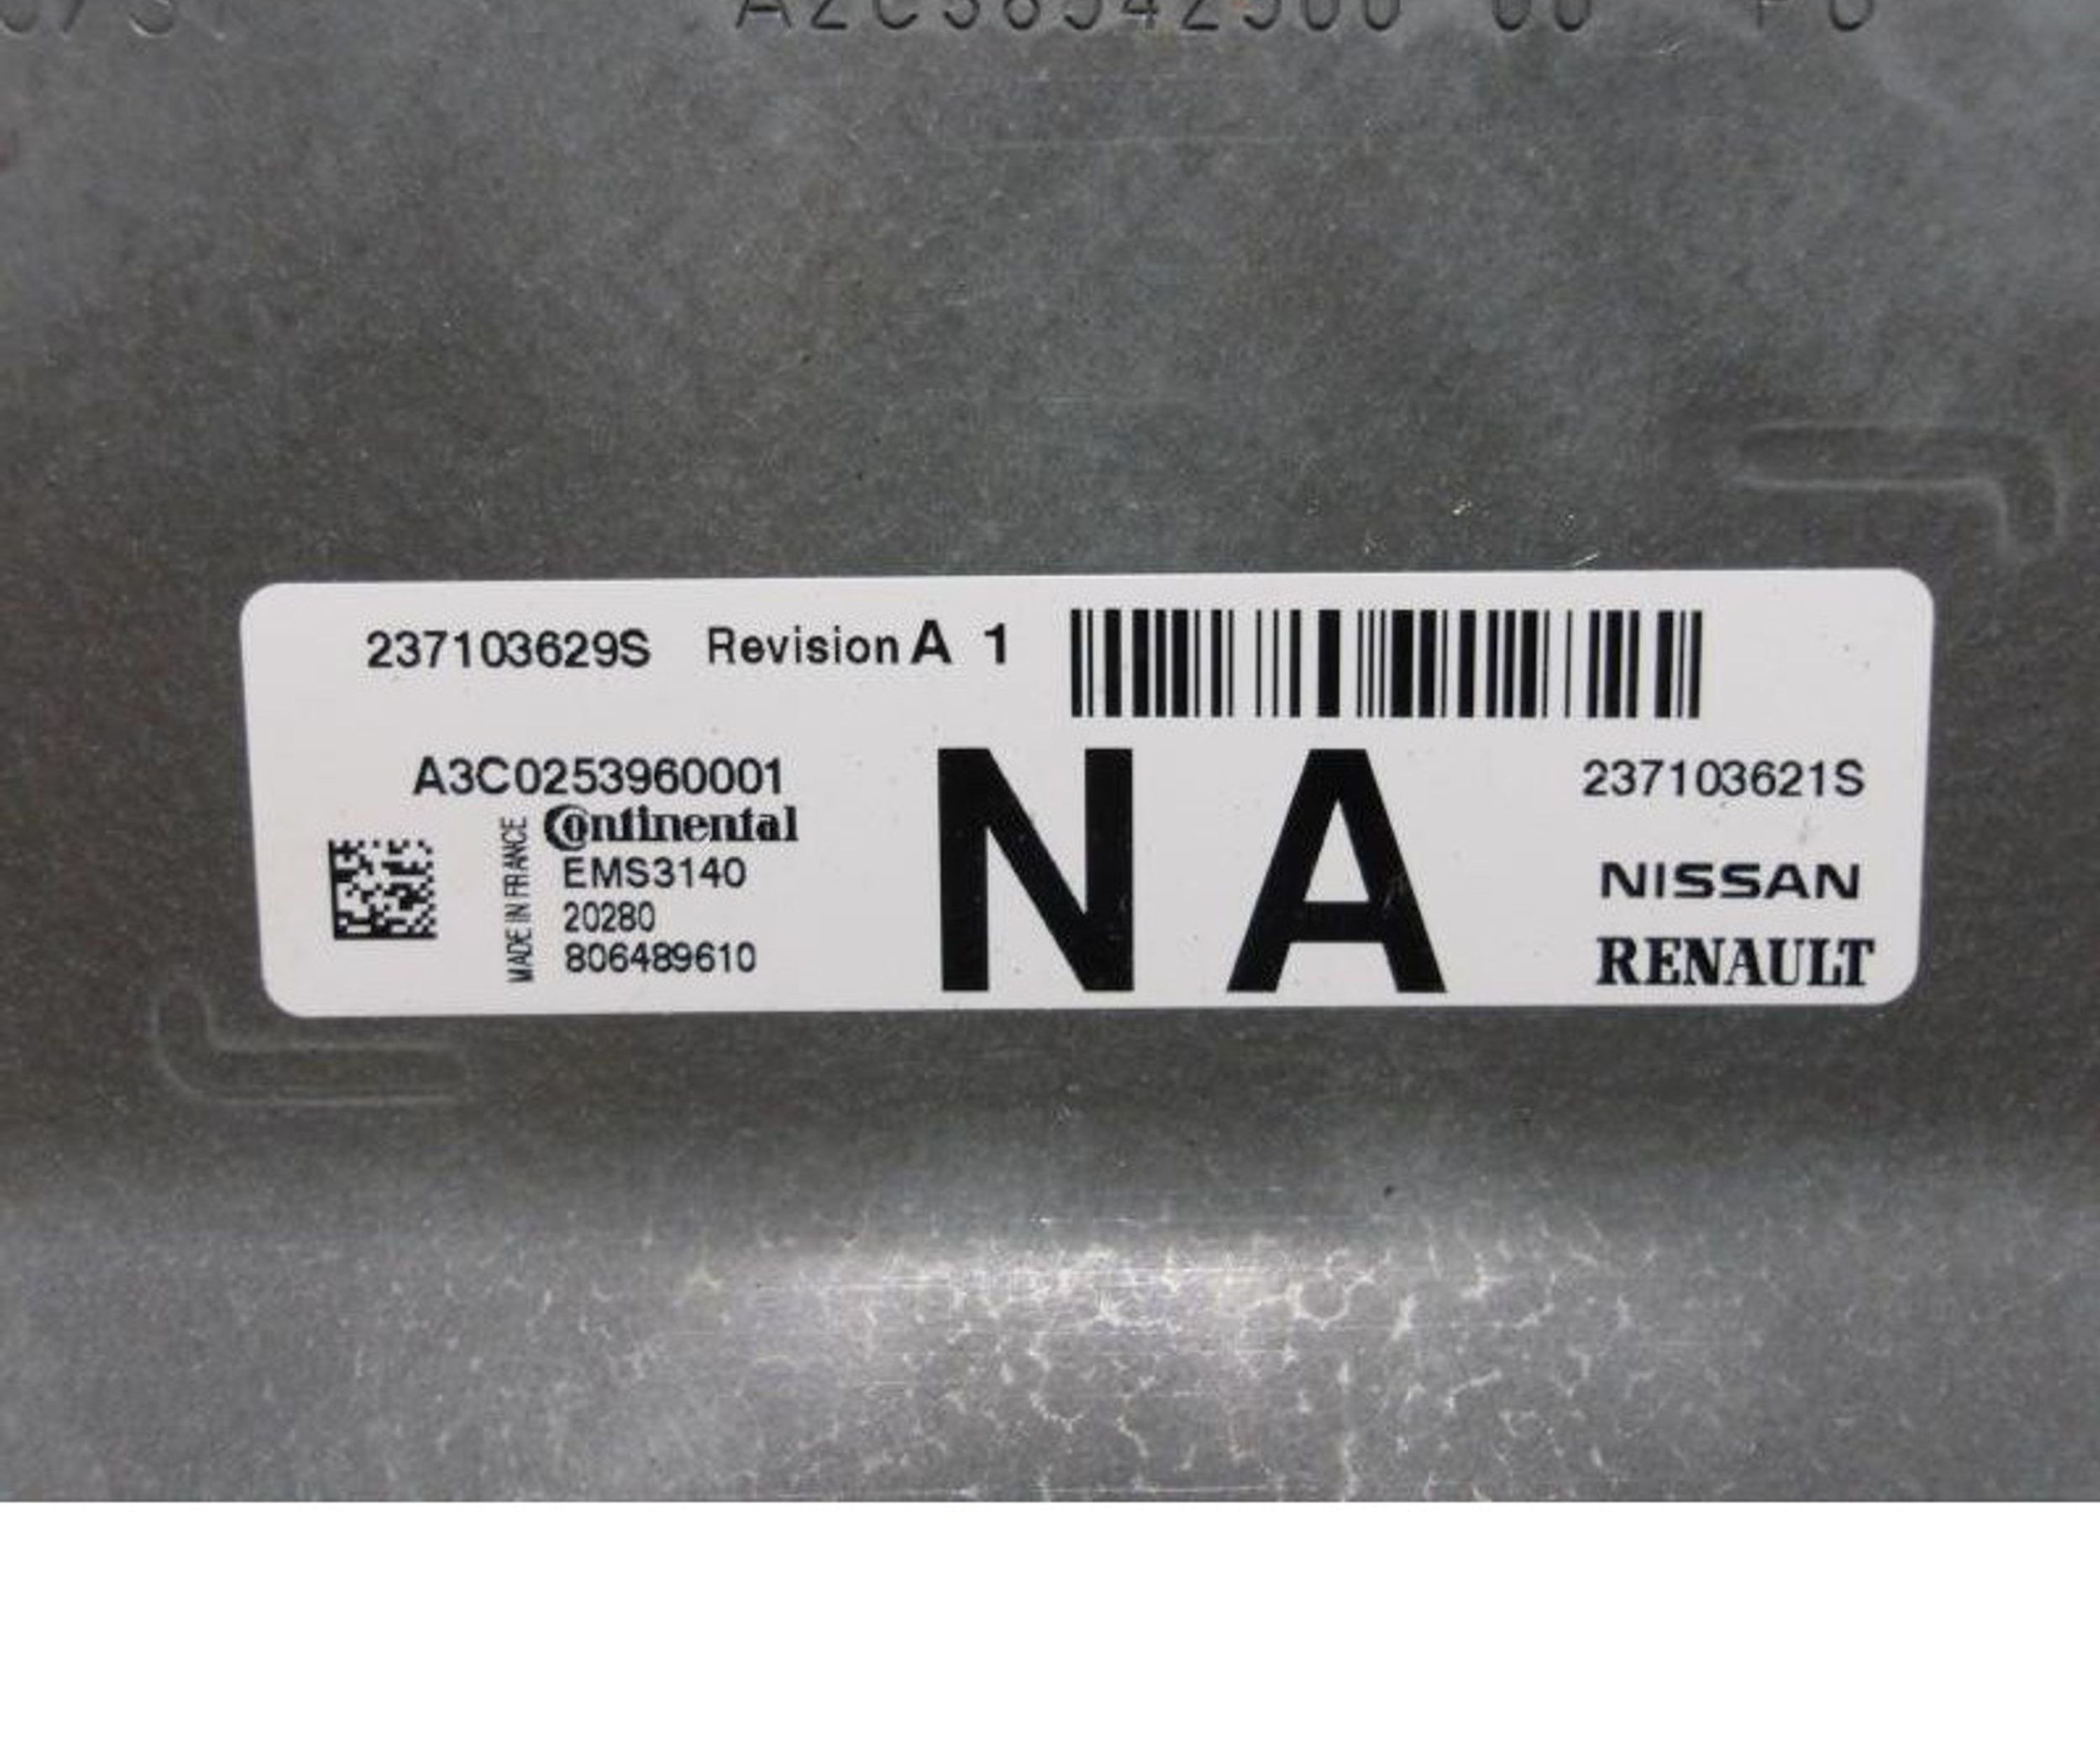 237103629S Revision A 1
A3C0253960001
Continental
MADE IN FRANCE
EMS3140
20280
806489610
NA
237103621S
NISSAN
RENAULT